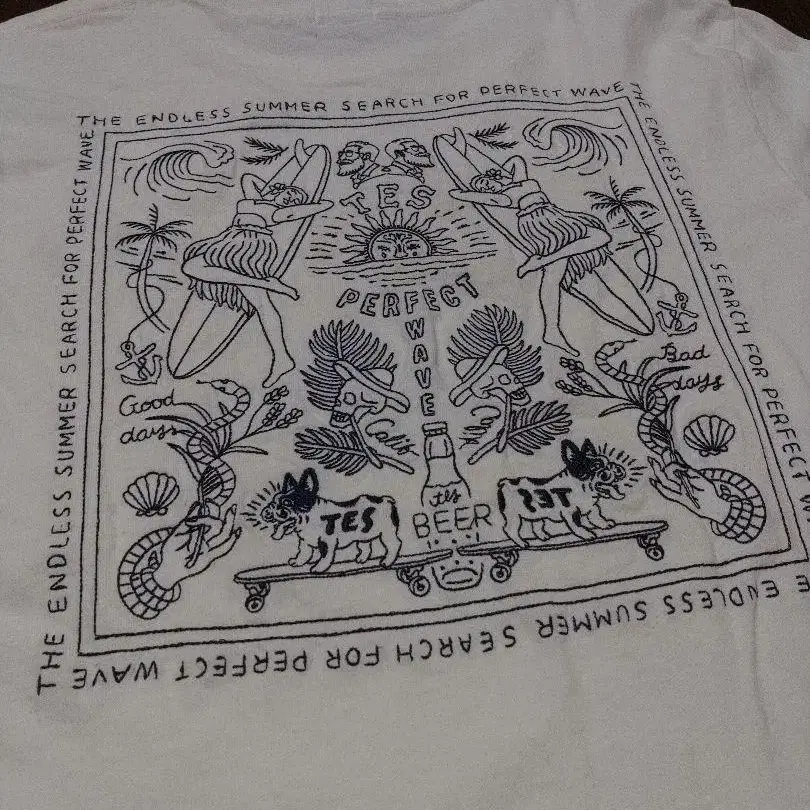 THE ENDLESS SUMMER SEARCH FOR PERFECT WAVE
THE ENDLESS SUMMER SEARCH FOR PERFECT
THE ENDLESS SUMMER SEARCH FOR PERFECT WAVE
TES
PERFECT
WAVE
Good
days
Bad
days
Calif
Calif
tes
BEER
TES
TES
ENDLESS SUMMER SEARCH FOR PERFECT WAVE